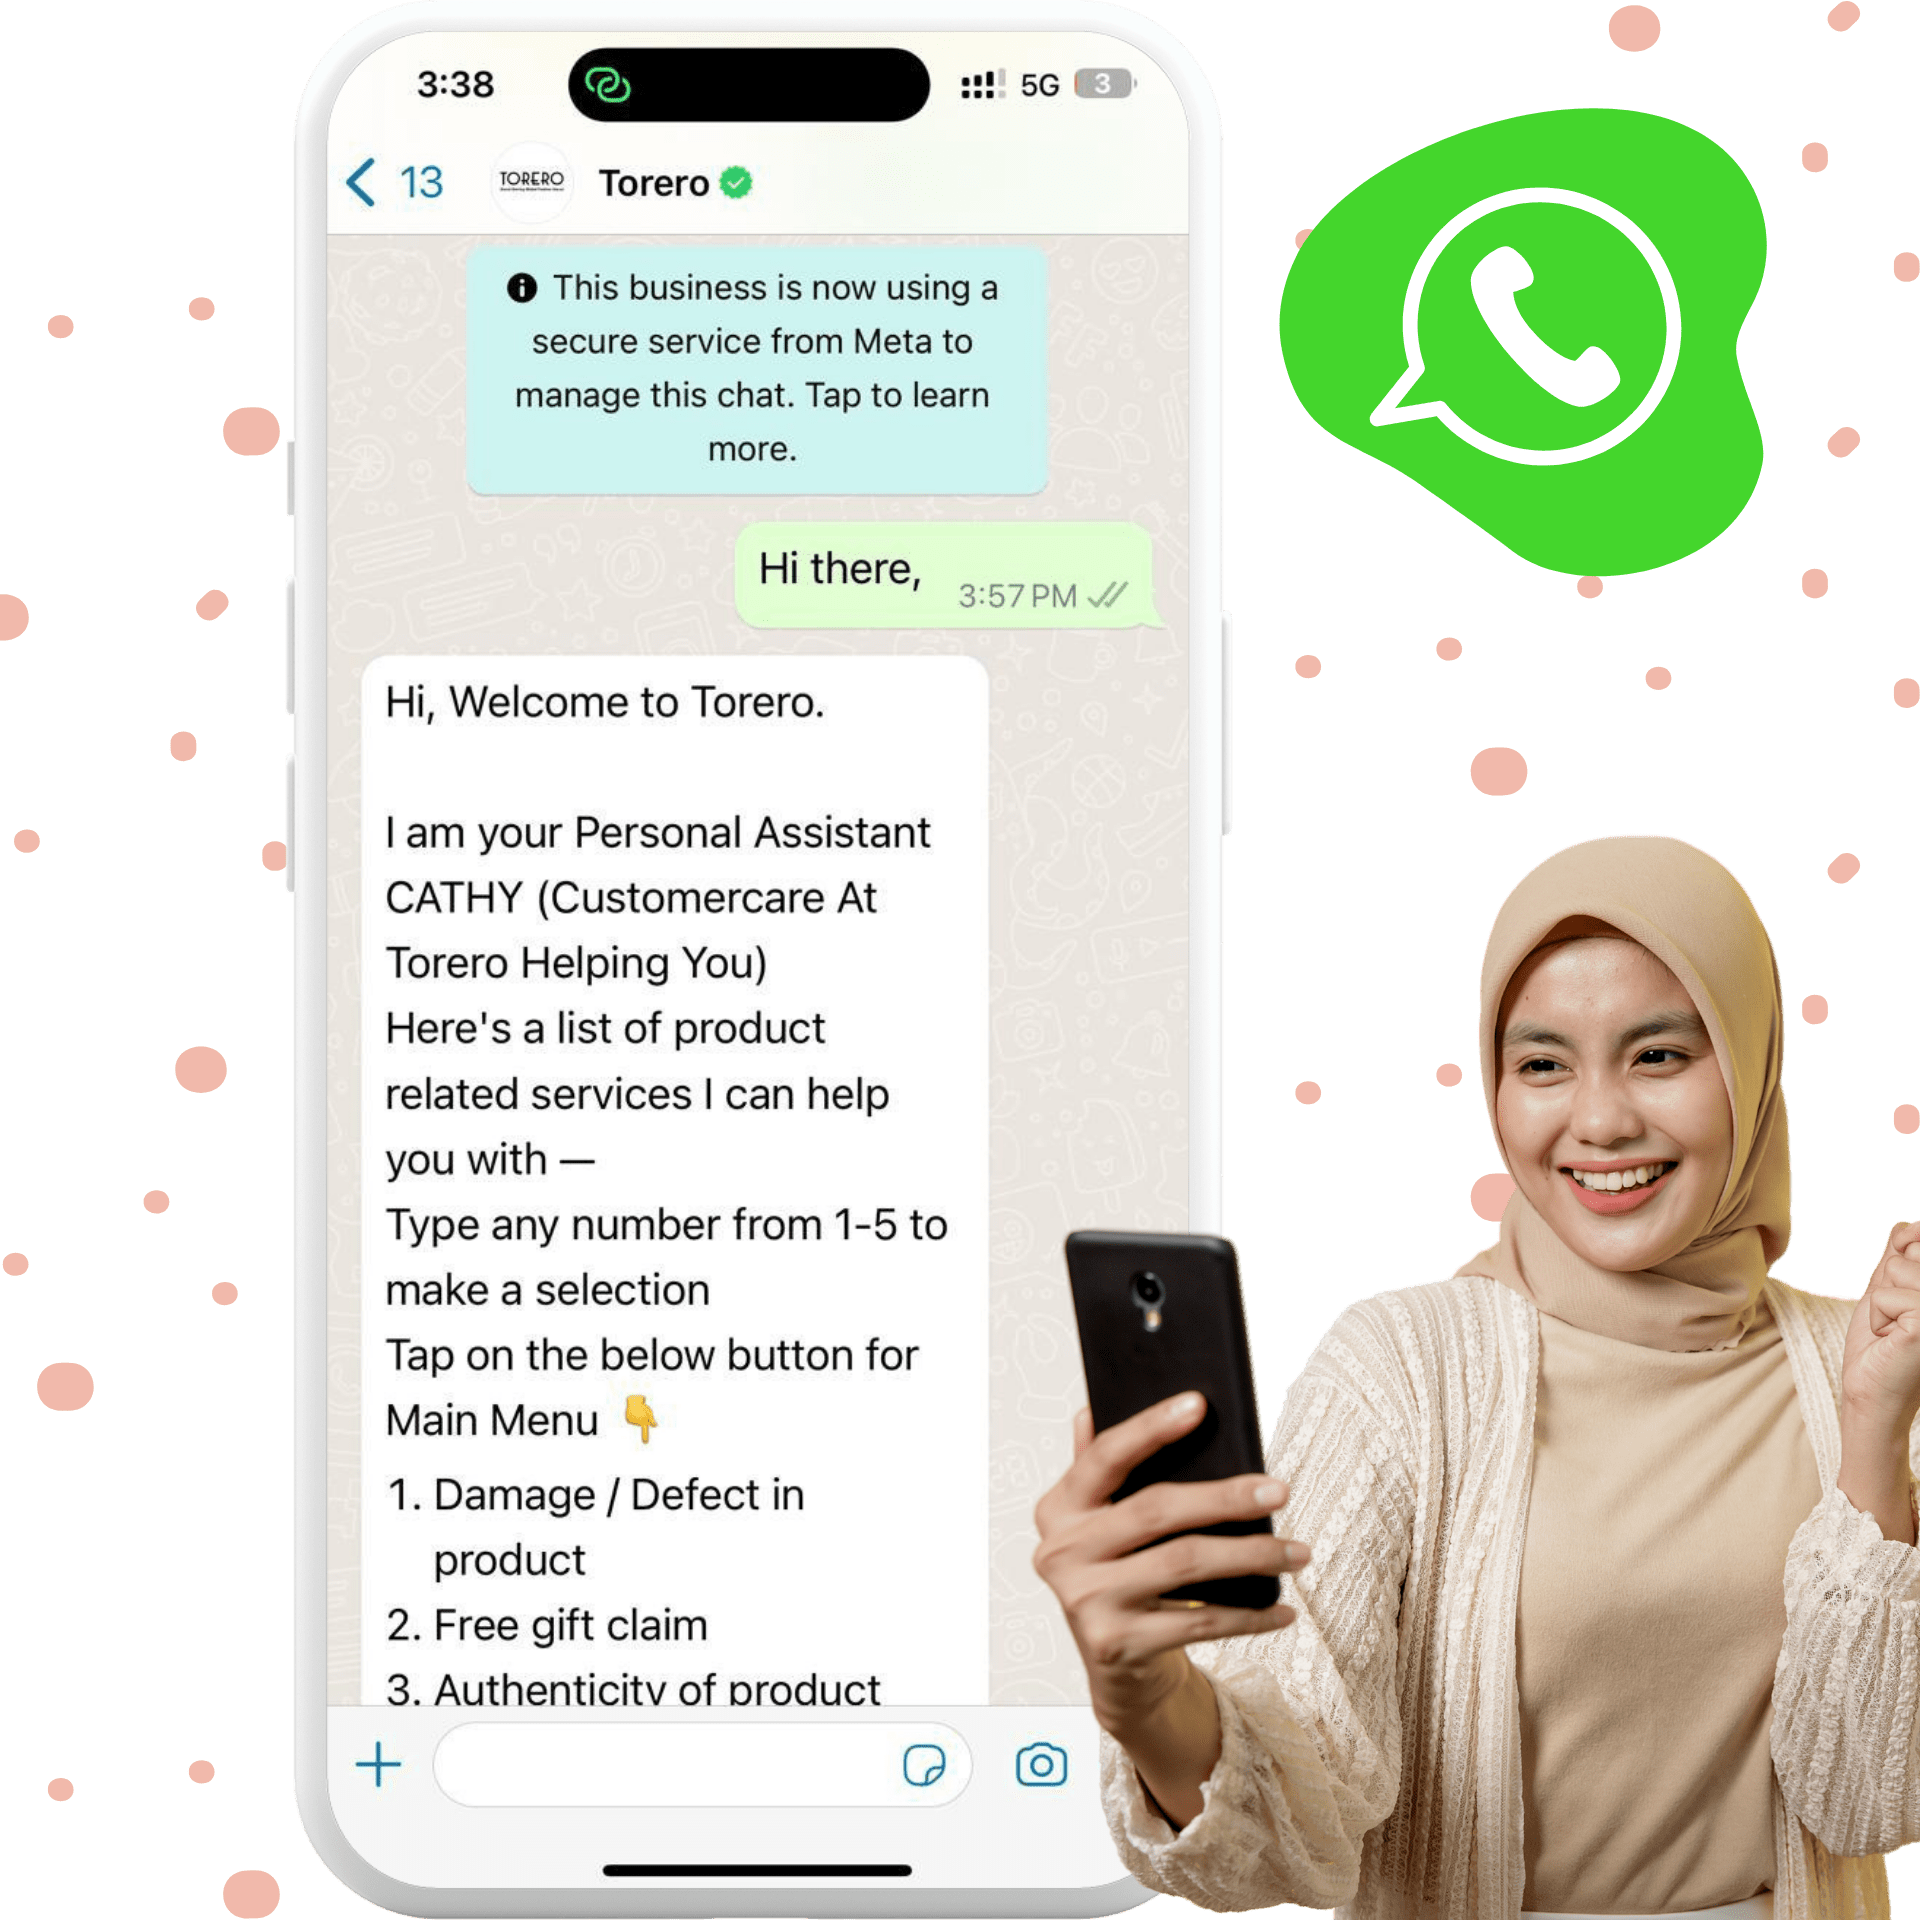 3:38
5G 3
13
TORERO
Torero
This business is now using a
secure service from Meta to
manage this chat. Tap to learn
more.
Hi there,
3:57 PM
Hi, Welcome to Torero.
I am your Personal Assistant
CATHY (Customercare At
Torero Helping You)
Here's a list of product
related services I can help
you with —
Type any number from 1-5 to
make a selection
Tap on the below button for
Main Menu 👇
1. Damage / Defect in
product
2. Free gift claim
3. Authenticity of product